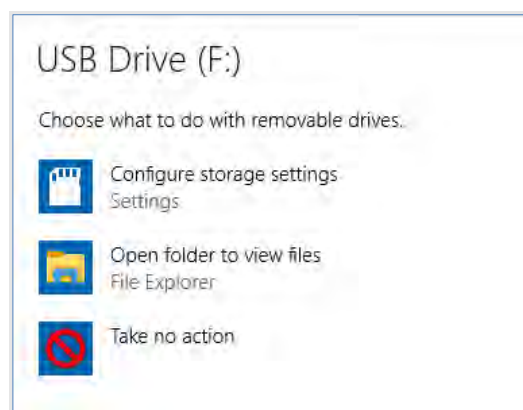 USB Drive (F:)
Choose what to do with removable drives.
Configure storage settings
Settings
Open folder to view files
File Explorer
Take no action